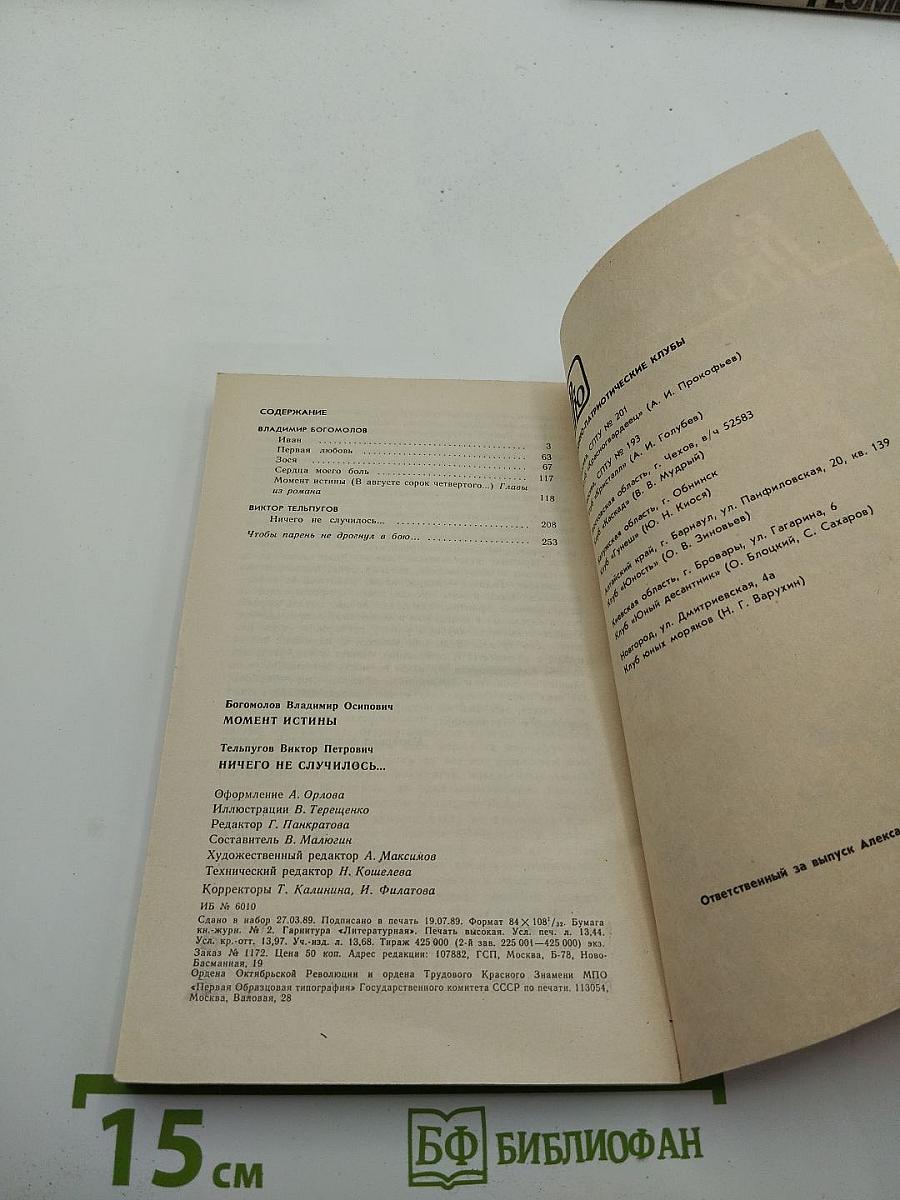 СОДЕРЖАНИЕ
ВЛАДИМИР БОГОМОЛОВ
Иван . . . 3
Первая любовь . . . 63
Зося . . . 67
Сердца моего боль . . . 117
Момент истины (В августе сорок четвертого...) Главы
из романа . . . 118
ВИКТОР ТЕЛЬПУГОВ
Ничего не случилось... . . . 208
Чтобы парень не дрогнул в бою... . . . 253
Богомолов Владимир Осипович
МОМЕНТ ИСТИНЫ
Тельпугов Виктор Петрович
НИЧЕГО НЕ СЛУЧИЛОСЬ...
Оформление А. Орлова
Иллюстрации В. Терещенко
Редактор Г. Панкратова
Составитель В. Малюгин
Художественный редактор А. Максимов
Технический редактор Н. Кошелева
Корректоры Т. Калинина, И. Филатова
ИБ № 6010
Сдано в набор 27.03.89. Подписано в печать 19.07.89. Формат 84×108¹/₃₂. Бумага
кн.-журн. № 2. Гарнитура «Литературная». Печать высокая. Усл. печ. л. 13,44.
Усл. кр.-отт. 13,97. Уч.-изд. л. 13,68. Тираж 425 000 (2-й зав. 225 001—425 000) экз.
Заказ № 1172. Цена 50 коп. Адрес редакции: 107882, ГСП, Москва, Б-78, Ново-
Басманная, 19
Ордена Октябрьской Революции и ордена Трудового Красного Знамени МПО
«Первая Образцовая типография» Государственного комитета СССР по печати. 113054,
Москва, Валовая, 28
-ПАТРИОТИЧЕСКИЕ КЛУБЫ
СПТУ № 201
«Красногвардеец» (А. И. Прокофьев)
СПТУ № 193
«Кристалл» (А. И. Голубев)
область, г. Чехов, в/ч 52583
Клуб «Каскад» (В. В. Мудрый)
Калужская область, г. Обнинск
Клуб «Гунеш» (Ю. Н. Киося)
Алтайский край, г. Барнаул, ул. Панфиловская, 20, кв. 139
Клуб «Юность» (О. В. Зиновьев)
Киевская область, г. Бровары, ул. Гагарина, 6
Клуб «Юный десантник» (О. Блоцкий, С. Сахаров)
Новгород, ул. Дмитриевская, 4а
Клуб юных моряков (Н. Г. Варухин)
Ответственный за выпуск Алекса
15 см
БФ БИБЛИОФАН